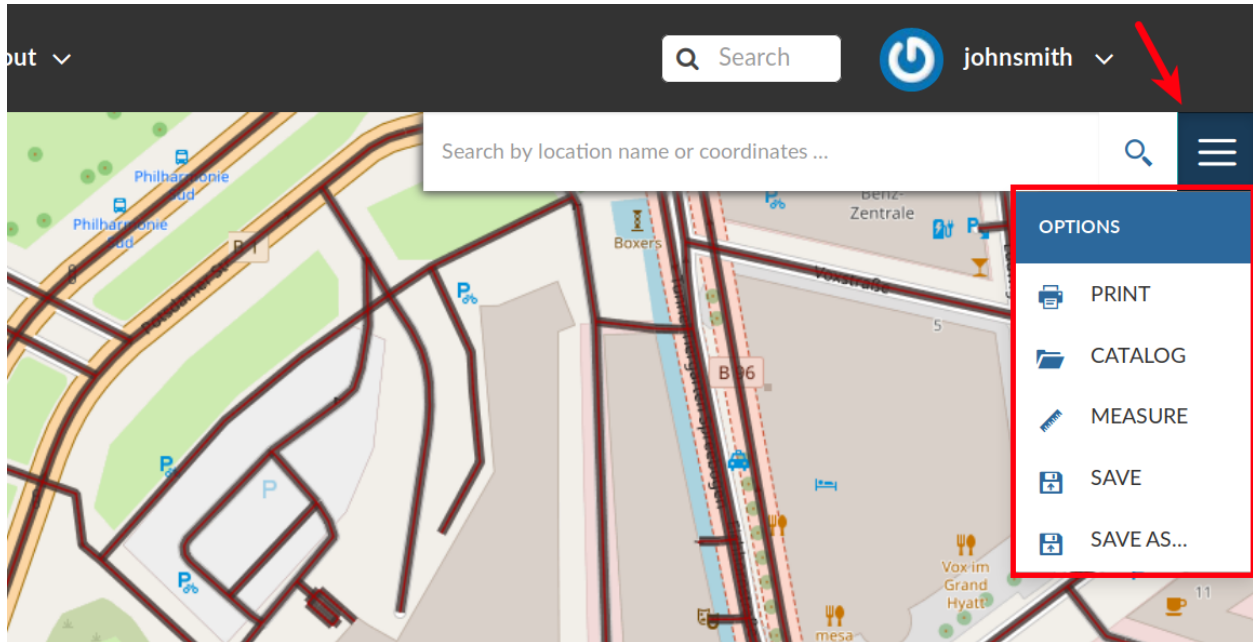 out
Search
johnsmith
Search by location name or coordinates ...
OPTIONS
PRINT
CATALOG
MEASURE
SAVE
SAVE AS...
Philharmonie
Süd
Philharmonie
Süd
B 1
Potsdamer
Boxers
Benz-
Zentrale
P
P
P
P
P
P
Voxstraße
5
B 96
Vox im
Grand
Hyatt
mesa
11